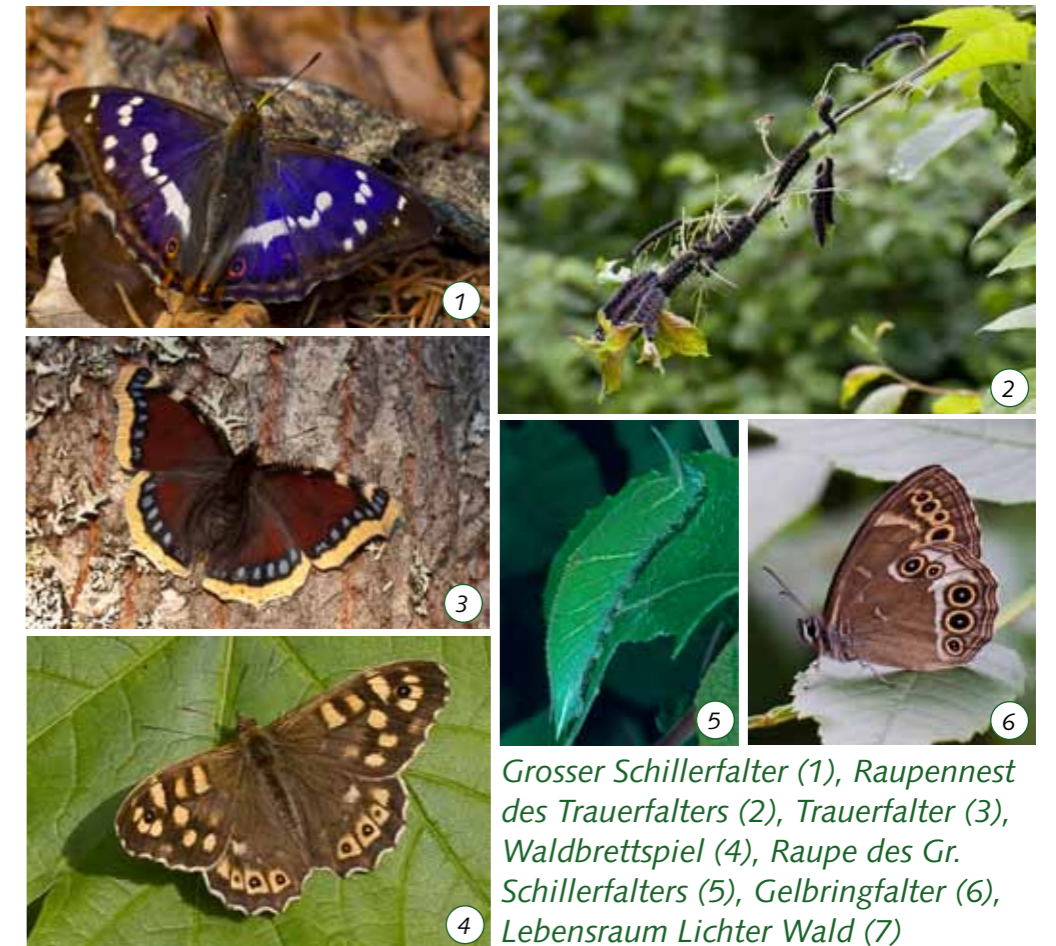 1
2
3
4
5
6
Grosser Schillerfalter (1), Raupennest
des Trauerfalters (2), Trauerfalter (3),
Waldbrettspiel (4), Raupe des Gr.
Schillerfalters (5), Gelbringfalter (6),
Lebensraum Lichter Wald (7)